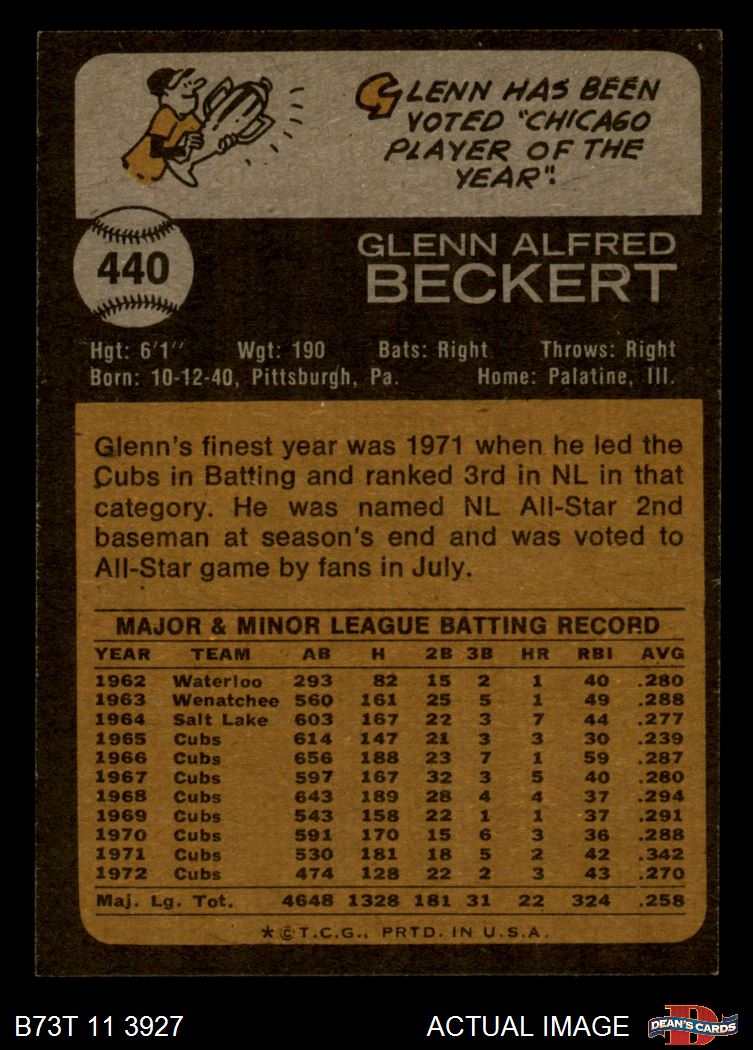 GLENN HAS BEEN
VOTED "CHICAGO
PLAYER OF THE
YEAR".
440
GLENN ALFRED
BECKERT
Hgt: 6'1" Wgt: 190 Bats: Right Throws: Right
Born: 10-12-40, Pittsburgh, Pa. Home: Palatine, Ill.
Glenn's finest year was 1971 when he led the
Cubs in Batting and ranked 3rd in NL in that
category. He was named NL All-Star 2nd
baseman at season's end and was voted to
All-Star game by fans in July.
MAJOR & MINOR LEAGUE BATTING RECORD
YEAR TEAM AB H 2B 3B HR RBI AVG
1962 Waterloo 293 82 15 2 1 40 .280
1963 Wenatchee 560 161 25 5 1 49 .288
1964 Salt Lake 603 167 22 3 7 44 .277
1965 Cubs 614 147 21 3 3 30 .239
1966 Cubs 656 188 23 7 1 59 .287
1967 Cubs 597 167 32 3 5 40 .280
1968 Cubs 643 189 28 4 4 37 .294
1969 Cubs 543 158 22 1 1 37 .291
1970 Cubs 591 170 15 6 3 36 .288
1971 Cubs 530 181 18 5 2 42 .342
1972 Cubs 474 128 22 2 3 43 .270
Maj. Lg. Tot. 4648 1328 181 31 22 324 .258
★©T.C.G., PRTD. IN U.S.A.
B73T 11 3927 ACTUAL IMAGE
D
DEAN'S CARDS